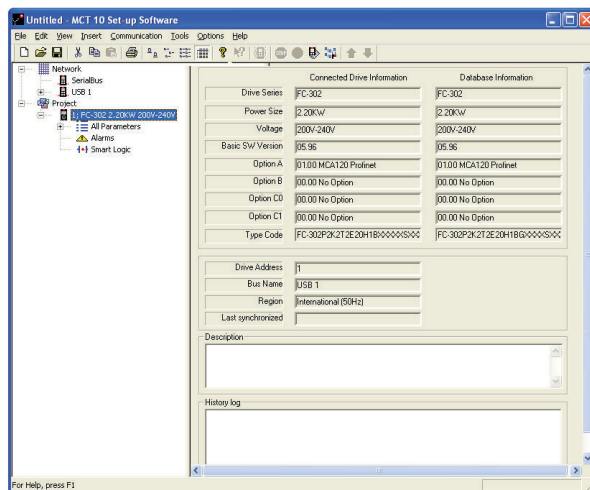 Untitled - MCT 10 Set-up Software
File Edit View Insert Communication Tools Options Help
Network
SerialBus
USB 1
Project
1; FC-302 2.20KW 200V-240V
All Parameters
Alarms
Smart Logic
Connected Drive Information Database Information
Drive Series FC-302 FC-302
Power Size 2.20KW 2.20KW
Voltage 200V-240V 200V-240V
Basic SW Version 05.96 05.96
Option A 01.00 MCA120 Profinet 01.00 MCA120 Profinet
Option B 00.00 No Option 00.00 No Option
Option C0 00.00 No Option 00.00 No Option
Option C1 00.00 No Option 00.00 No Option
Type Code
Drive Address 1
Bus Name USB 1
Region International (50Hz)
Last synchronized
Description
History log
For Help, press F1